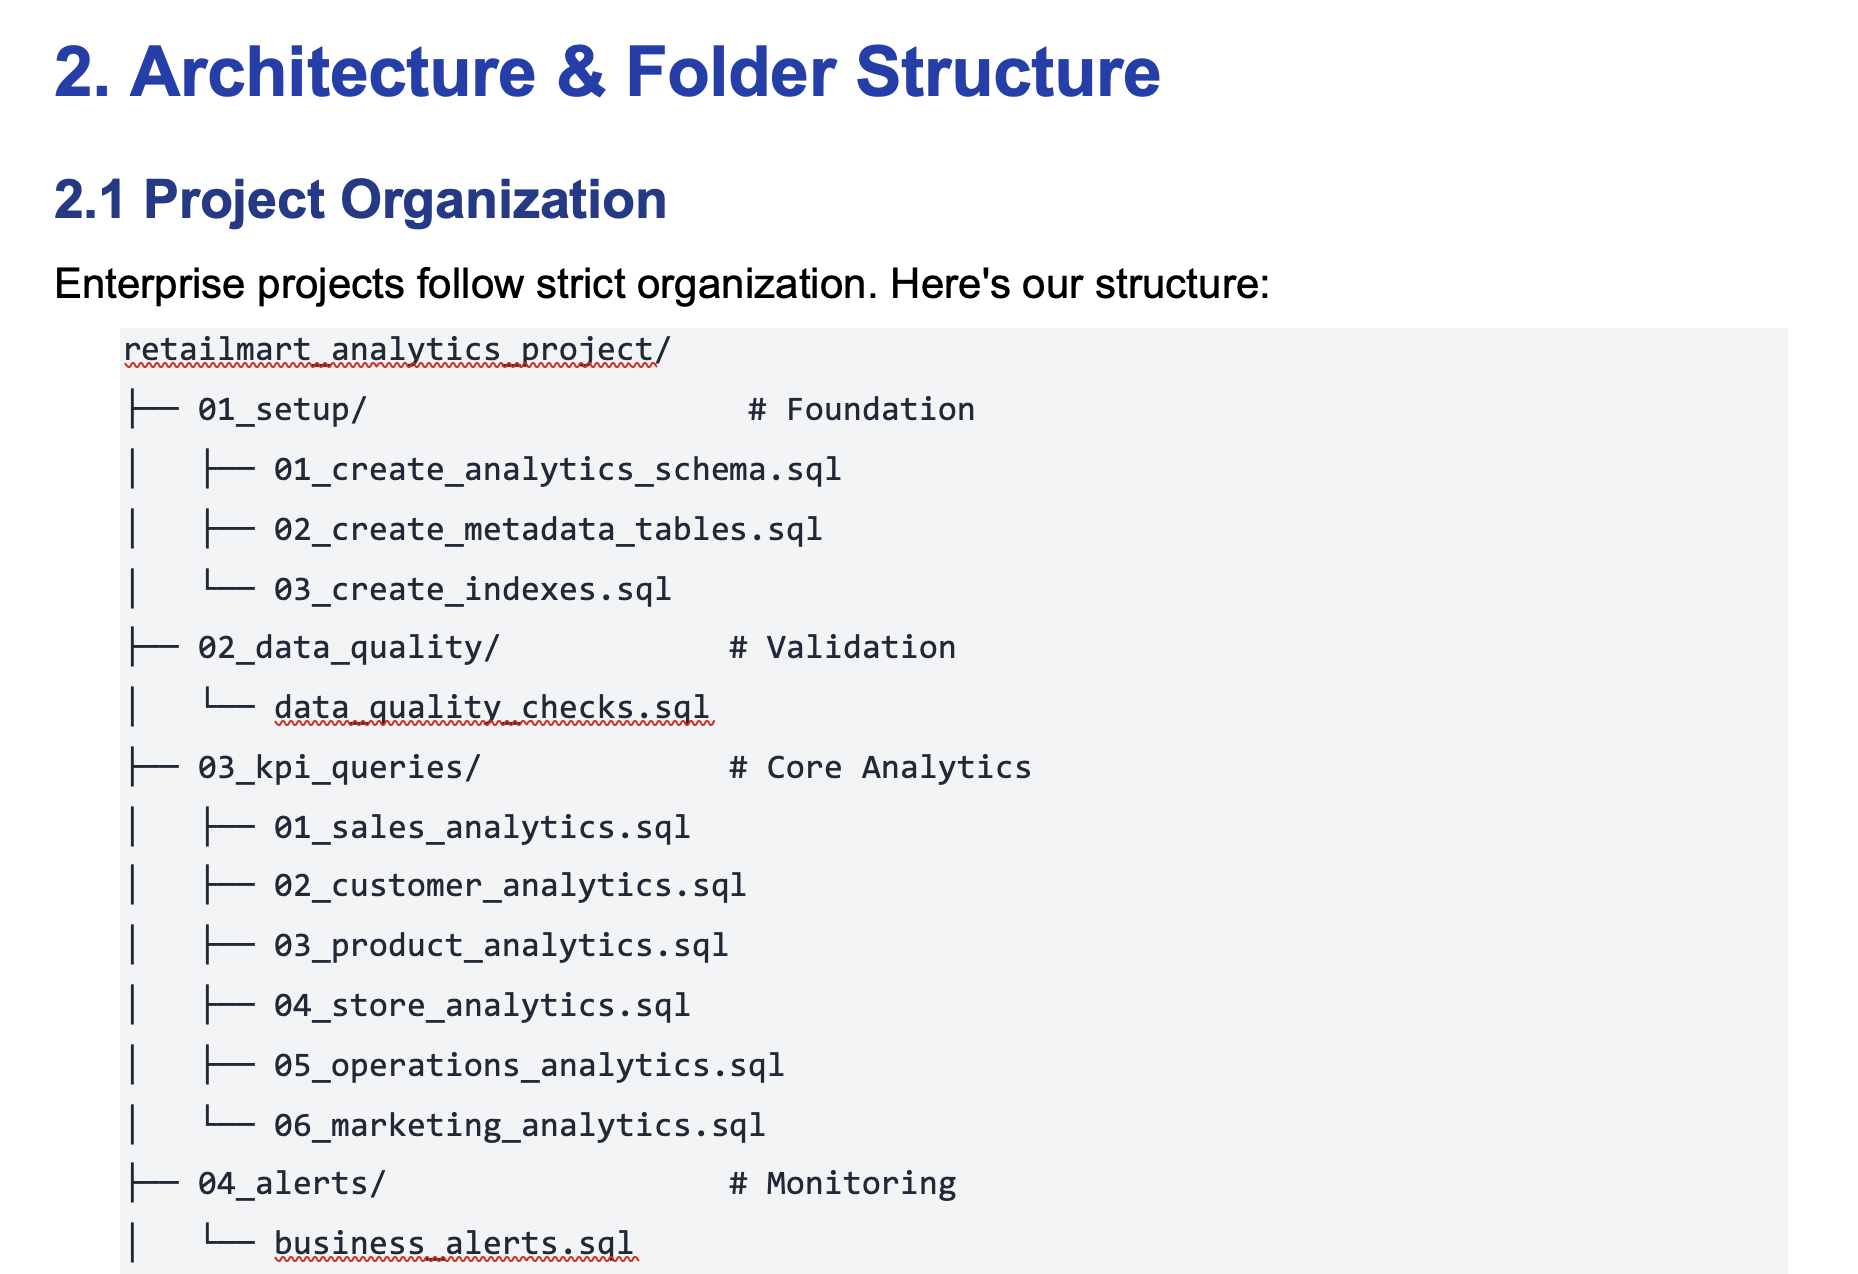 2. Architecture & Folder Structure
2.1 Project Organization
Enterprise projects follow strict organization. Here's our structure:
retailmart_analytics_project/
├── 01_setup/                    # Foundation
│   ├── 01_create_analytics_schema.sql
│   ├── 02_create_metadata_tables.sql
│   └── 03_create_indexes.sql
├── 02_data_quality/            # Validation
│   └── data_quality_checks.sql
├── 03_kpi_queries/             # Core Analytics
│   ├── 01_sales_analytics.sql
│   ├── 02_customer_analytics.sql
│   ├── 03_product_analytics.sql
│   ├── 04_store_analytics.sql
│   ├── 05_operations_analytics.sql
│   └── 06_marketing_analytics.sql
├── 04_alerts/                  # Monitoring
│   └── business_alerts.sql